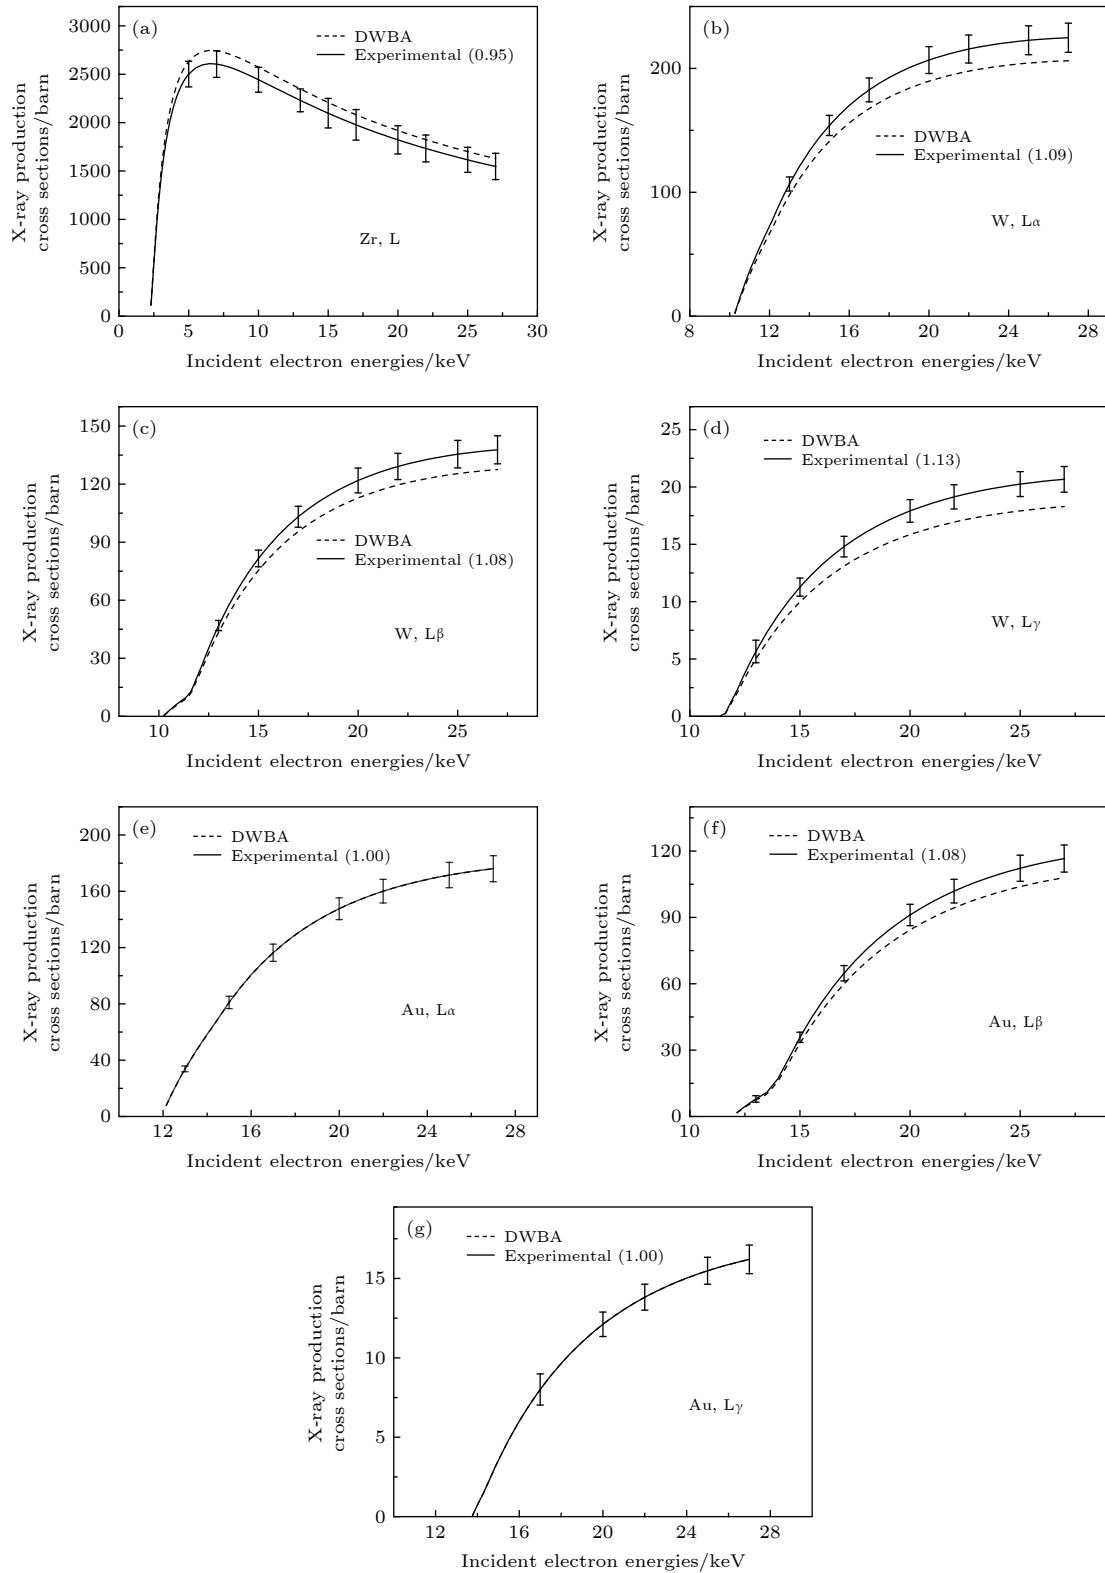 (a)
DWBA
Experimental (0.95)
Zr, L
X-ray production
cross sections/barn
3000
2500
2000
1500
1000
500
0
0 5 10 15 20 25 30
Incident electron energies/keV
(b)
DWBA
Experimental (1.09)
W, Lα
X-ray production
cross sections/barn
200
100
0
8 12 16 20 24 28
Incident electron energies/keV
(c)
DWBA
Experimental (1.08)
W, Lβ
X-ray production
cross sections/barn
150
120
90
60
30
0
10 15 20 25
Incident electron energies/keV
(d)
DWBA
Experimental (1.13)
W, Lγ
X-ray production
cross sections/barn
25
20
15
10
5
0
10 15 20 25
Incident electron energies/keV
(e)
DWBA
Experimental (1.00)
Au, Lα
X-ray production
cross sections/barn
200
160
120
80
40
0
12 16 20 24 28
Incident electron energies/keV
(f)
DWBA
Experimental (1.08)
Au, Lβ
X-ray production
cross sections/barn
120
90
60
30
0
10 15 20 25
Incident electron energies/keV
(g)
DWBA
Experimental (1.00)
Au, Lγ
X-ray production
cross sections/barn
15
10
5
0
12 16 20 24 28
Incident electron energies/keV